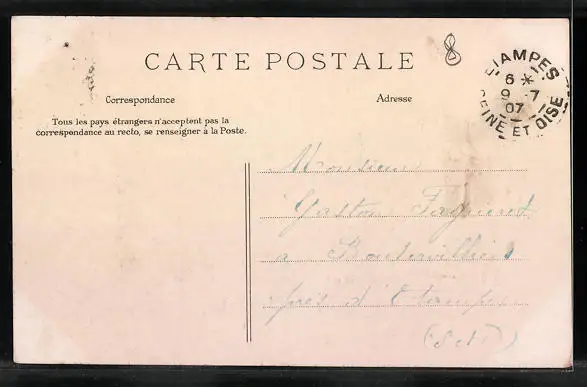 CARTE POSTALE
8
ETAMPES
6 *
9 -7
07
SEINE ET OISE
Correspondance
Adresse
Tous les pays étrangers n'acceptent pas la
correspondance au recto, se renseigner à la Poste.
Monsieur
Gaston
à Boutervilliers
près d'Etampes
(S et O)